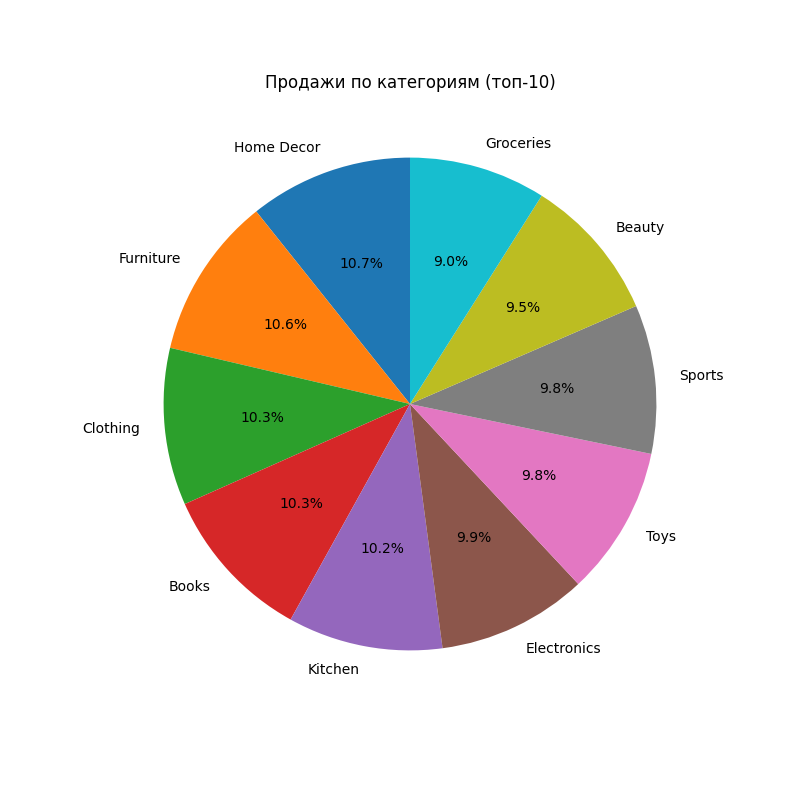 Продажи по категориям (топ-10)
Groceries
Home Decor
Beauty
Furniture
9.0%
10.7%
9.5%
10.6%
Sports
9.8%
10.3%
Clothing
9.8%
10.3%
Toys
9.9%
10.2%
Books
Electronics
Kitchen